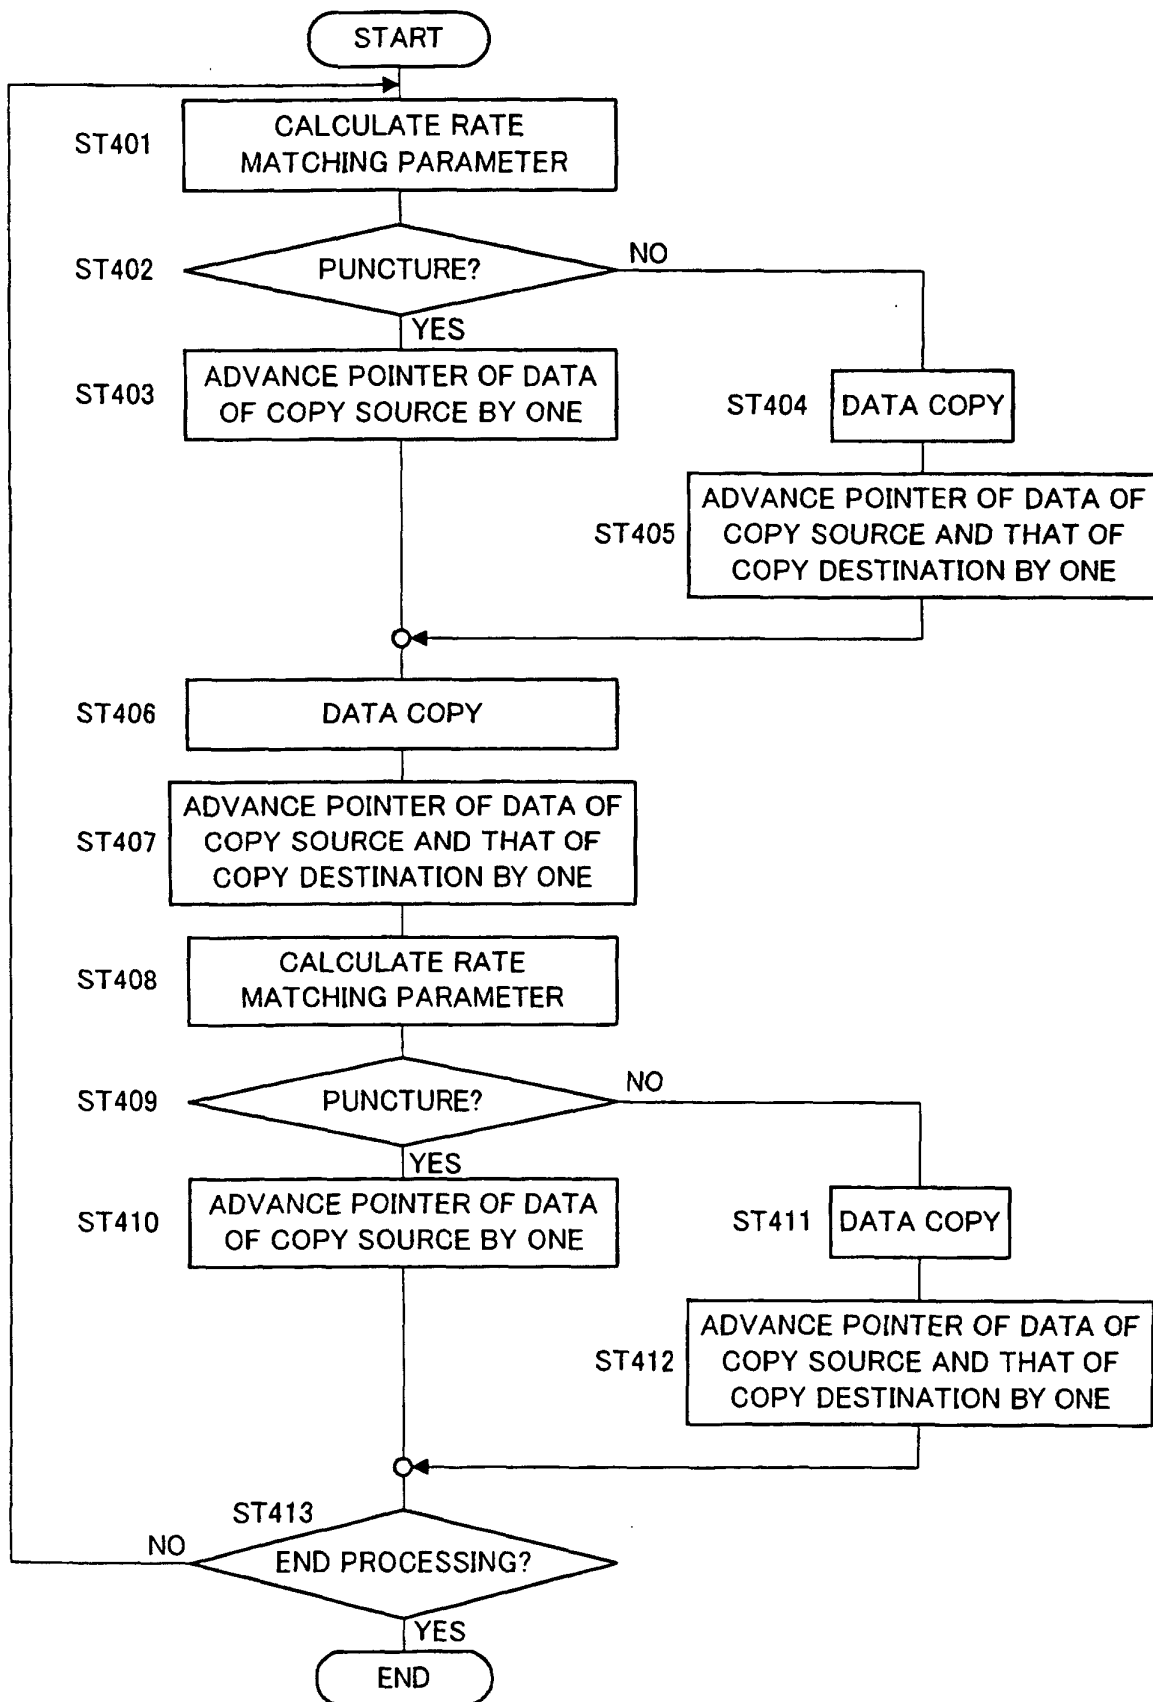 START
ST401
CALCULATE RATE
MATCHING PARAMETER
ST402
PUNCTURE?
NO
YES
ST403
ADVANCE POINTER OF DATA
OF COPY SOURCE BY ONE
ST404
DATA COPY
ST405
ADVANCE POINTER OF DATA OF
COPY SOURCE AND THAT OF
COPY DESTINATION BY ONE
ST406
DATA COPY
ST407
ADVANCE POINTER OF DATA OF
COPY SOURCE AND THAT OF
COPY DESTINATION BY ONE
ST408
CALCULATE RATE
MATCHING PARAMETER
ST409
PUNCTURE?
NO
YES
ST410
ADVANCE POINTER OF DATA
OF COPY SOURCE BY ONE
ST411
DATA COPY
ST412
ADVANCE POINTER OF DATA OF
COPY SOURCE AND THAT OF
COPY DESTINATION BY ONE
ST413
NO
END PROCESSING?
YES
END